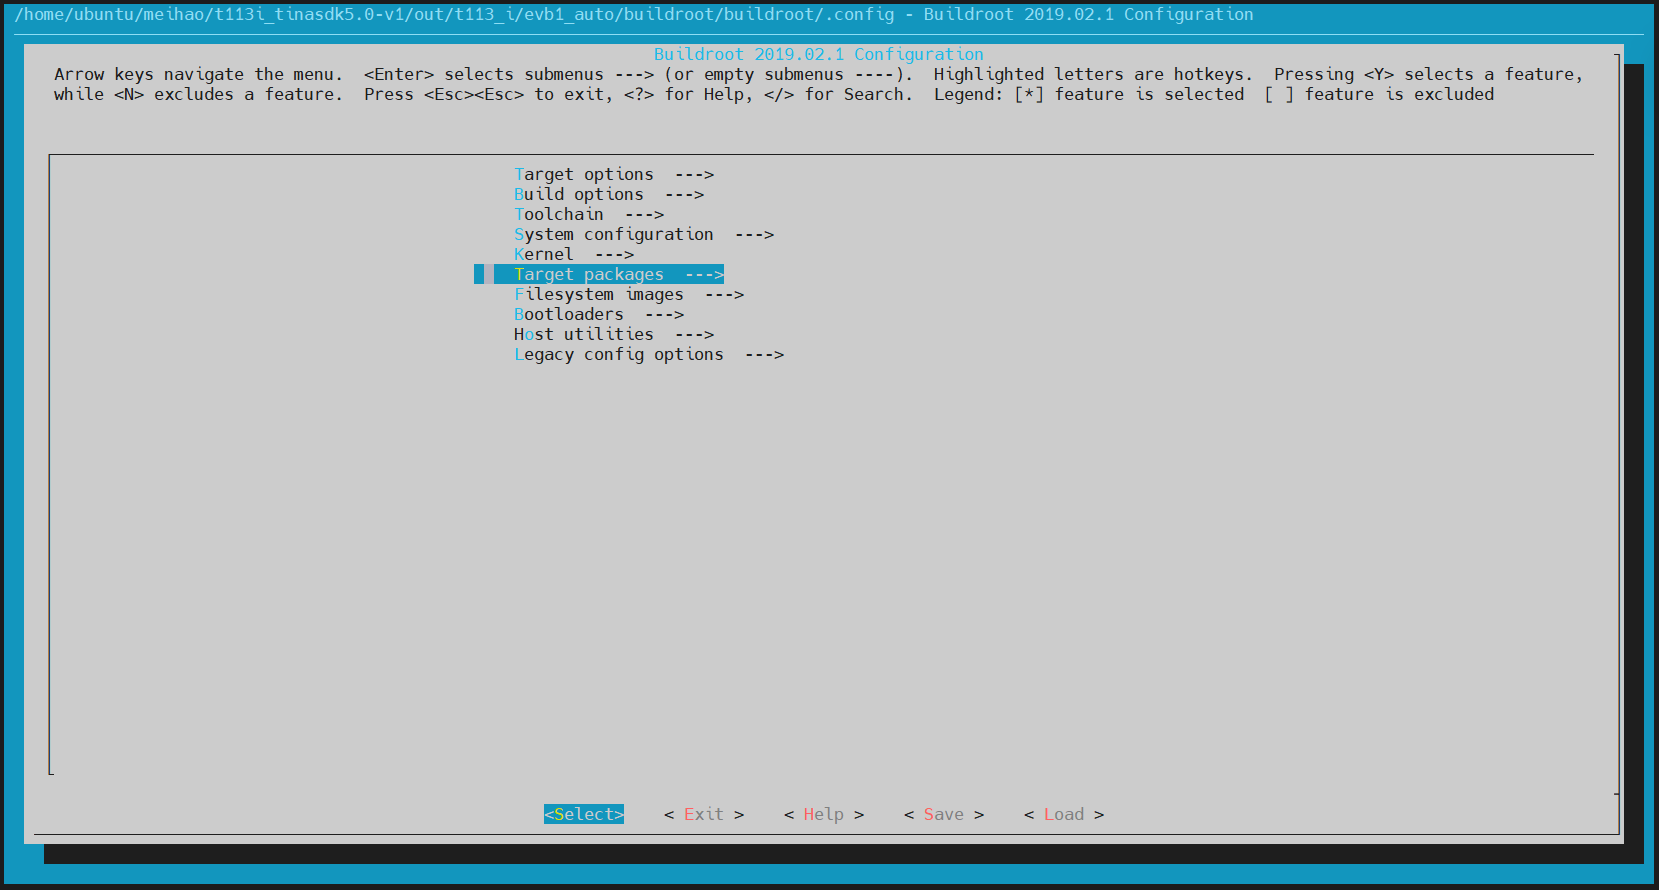 /home/ubuntu/meihao/t113i_tinasdk5.0-v1/out/t113_i/evb1_auto/buildroot/buildroot/.config - Buildroot 2019.02.1 Configuration
Buildroot 2019.02.1 Configuration
Arrow keys navigate the menu.  <Enter> selects submenus ---> (or empty submenus ----).  Highlighted letters are hotkeys.  Pressing <Y> selects a feature,
while <N> excludes a feature.  Press <Esc><Esc> to exit, <?> for Help, </> for Search.  Legend: [*] feature is selected  [ ] feature is excluded
Target options  --->
Build options  --->
Toolchain  --->
System configuration  --->
Kernel  --->
Target packages  --->
Filesystem images  --->
Bootloaders  --->
Host utilities  --->
Legacy config options  --->
<Select>    < Exit >    < Help >    < Save >    < Load >